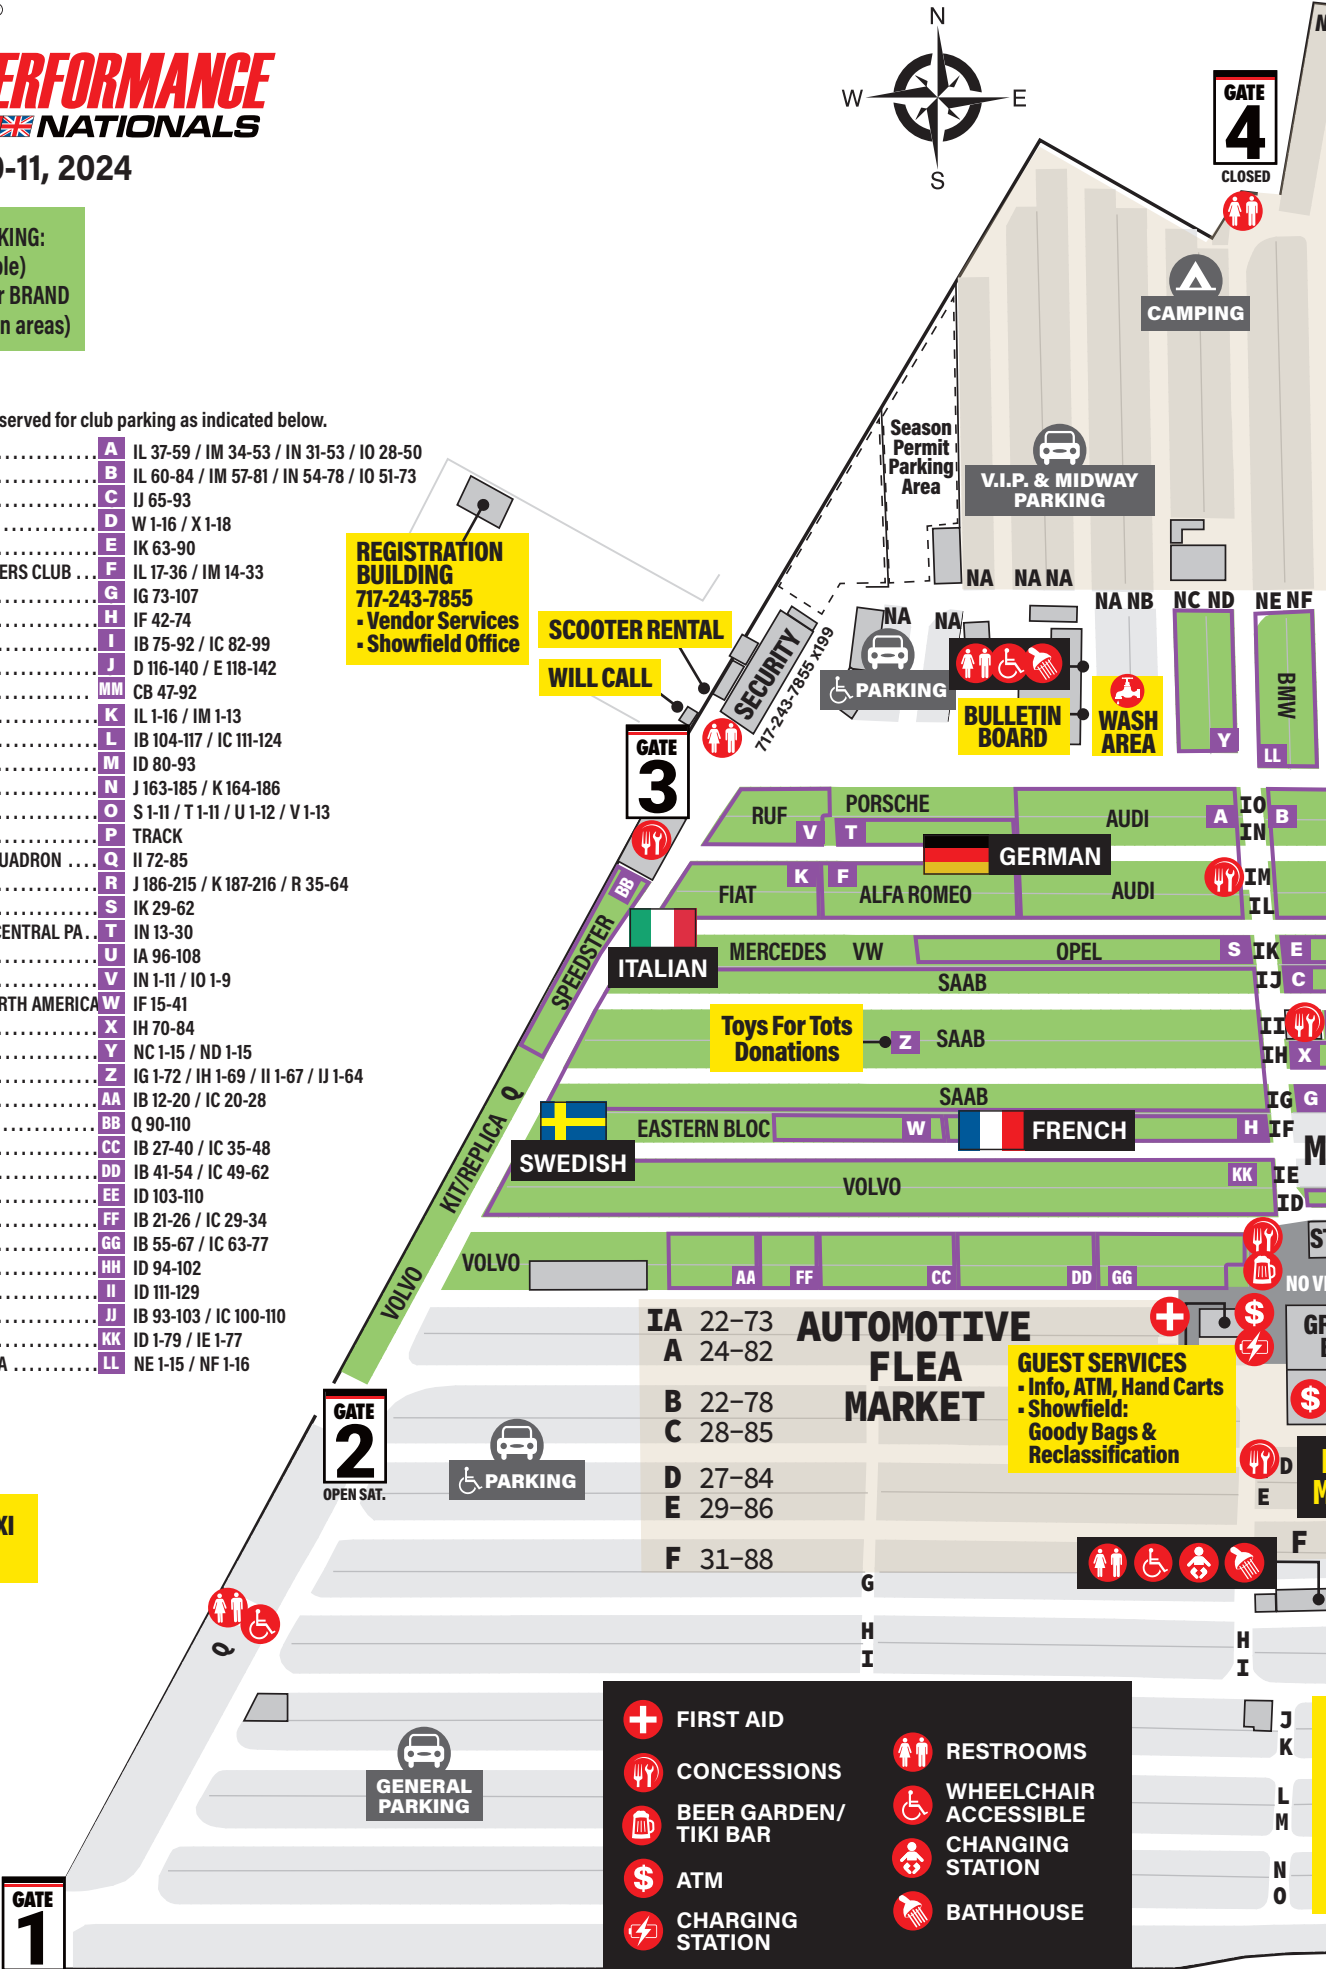 N
W
E
S
GATE
4
CLOSED
ERFORMANCE
NATIONALS
-11, 2024
KING:
ble)
r BRAND
n areas)
served for club parking as indicated below.
A IL 37-59 / IM 34-53 / IN 31-53 / IO 28-50
B IL 60-84 / IM 57-81 / IN 54-78 / IO 51-73
C IJ 65-93
D W 1-16 / X 1-18
E IK 63-90
ERS CLUB ... F IL 17-36 / IM 14-33
G IG 73-107
H IF 42-74
I IB 75-92 / IC 82-99
J D 116-140 / E 118-142
MM CB 47-92
K IL 1-16 / IM 1-13
L IB 104-117 / IC 111-124
M ID 80-93
N J 163-185 / K 164-186
O S 1-11 / T 1-11 / U 1-12 / V 1-13
P TRACK
UADRON .... Q II 72-85
R J 186-215 / K 187-216 / R 35-64
S IK 29-62
CENTRAL PA.. T IN 13-30
U IA 96-108
V IN 1-11 / IO 1-9
RTH AMERICA W IF 15-41
X IH 70-84
Y NC 1-15 / ND 1-15
Z IG 1-72 / IH 1-69 / II 1-67 / IJ 1-64
AA IB 12-20 / IC 20-28
BB Q 90-110
CC IB 27-40 / IC 35-48
DD IB 41-54 / IC 49-62
EE ID 103-110
FF IB 21-26 / IC 29-34
GG IB 55-67 / IC 63-77
HH ID 94-102
II ID 111-129
JJ IB 93-103 / IC 100-110
KK ID 1-79 / IE 1-77
A ........... LL NE 1-15 / NF 1-16
CAMPING
Season
Permit
Parking
Area
V.I.P. & MIDWAY
PARKING
REGISTRATION
BUILDING
717-243-7855
▪ Vendor Services
▪ Showfield Office
SCOOTER RENTAL
WILL CALL
SECURITY
717-243-7855 x199
NA NA NA
NA NB NC ND NE NF
NA NA
PARKING
BULLETIN
BOARD
WASH
AREA
Y
BMW
LL
GATE
3
RUF V PORSCHE T AUDI A IO B
IN
GERMAN
FIAT K F ALFA ROMEO AUDI IM
IL
BB
SPEEDSTER
ITALIAN
MERCEDES VW OPEL S IK E
SAAB IJ C
Toys For Tots
Donations
Z SAAB II
IH X
SAAB IG G
EASTERN BLOC W FRENCH H IF
M
SWEDISH
VOLVO KK IE
ID
Q
KIT/REPLICA
VOLVO
VOLVO AA FF CC DD GG
ST
NO V
IA 22–73
A 24–82
B 22–78
C 28–85
D 27–84
E 29–86
F 31–88
AUTOMOTIVE
FLEA
MARKET
GUEST SERVICES
▪ Info, ATM, Hand Carts
▪ Showfield:
Goody Bags &
Reclassification
GATE
2
OPEN SAT.
PARKING
D
E
M
F
XI
G
H
I
H
I
Q
J
K
L
M
N
O
GENERAL
PARKING
GATE
1
FIRST AID
CONCESSIONS
BEER GARDEN/
TIKI BAR
ATM
CHARGING
STATION
RESTROOMS
WHEELCHAIR
ACCESSIBLE
CHANGING
STATION
BATHHOUSE